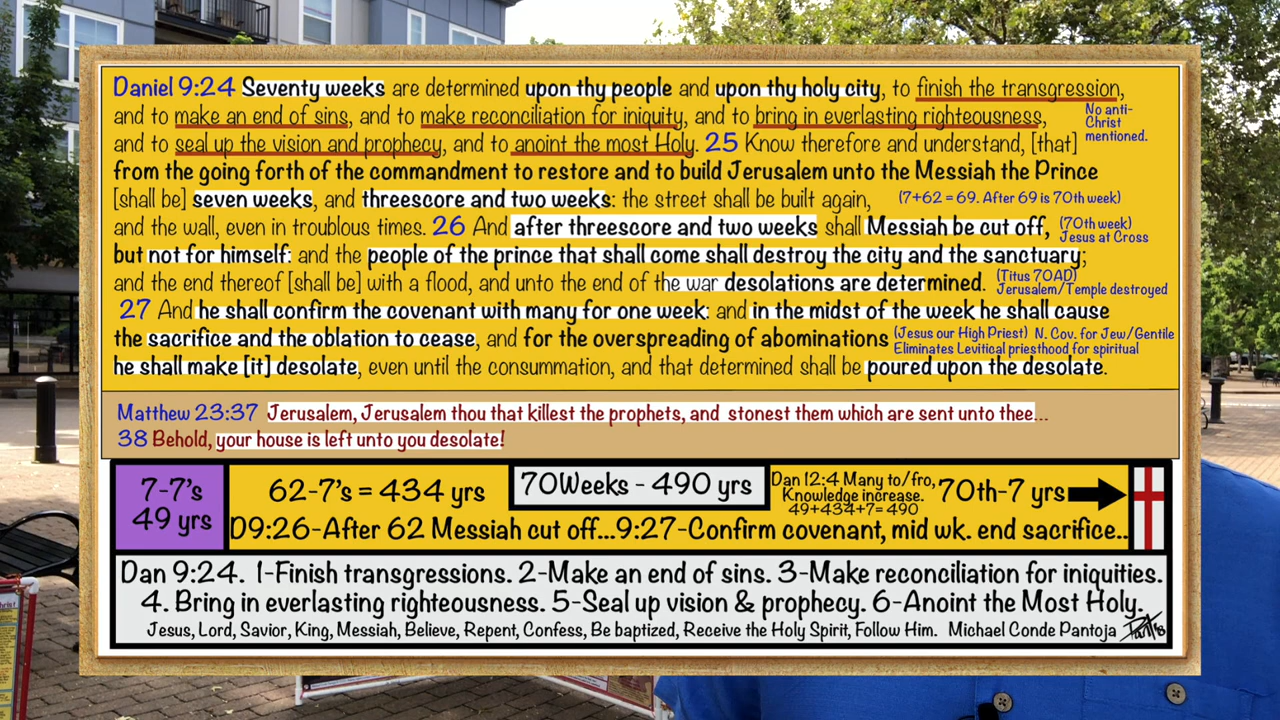 Daniel 9:24 Seventy weeks are determined upon thy people and upon thy holy city, to finish the transgression,
and to make an end of sins, and to make reconciliation for iniquity, and to bring in everlasting righteousness,
No anti-
Christ
mentioned.
and to seal up the vision and prophecy, and to anoint the most Holy. 25 Know therefore and understand, [that]
from the going forth of the commandment to restore and to build Jerusalem unto the Messiah the Prince
[shall be] seven weeks, and threescore and two weeks: the street shall be built again,
(7+62 = 69. After 69 is 70th week)
and the wall, even in troublous times. 26 And after threescore and two weeks shall Messiah be cut off,
(70th week)
Jesus at Cross
but not for himself: and the people of the prince that shall come shall destroy the city and the sanctuary;
and the end thereof [shall be] with a flood, and unto the end of the war desolations are determined.
(Titus 70AD)
Jerusalem/Temple destroyed
27 And he shall confirm the covenant with many for one week: and in the midst of the week he shall cause
the sacrifice and the oblation to cease, and for the overspreading of abominations
(Jesus our High Priest) N. Cov. for Jew/Gentile
Eliminates Levitical priesthood for spiritual
he shall make [it] desolate, even until the consummation, and that determined shall be poured upon the desolate.
Matthew 23:37 Jerusalem, Jerusalem thou that killest the prophets, and stonest them which are sent unto thee...
38 Behold, your house is left unto you desolate!
7-7's
49 yrs
62-7's = 434 yrs
70Weeks - 490 yrs
Dan 12:4 Many to/fro,
Knowledge increase.
49+434+7=490
70th-7 yrs
D9:26-After 62 Messiah cut off...9:27-Confirm covenant, mid wk. end sacrifice..
Dan 9:24. 1-Finish transgressions. 2-Make an end of sins. 3-Make reconciliation for iniquities.
4. Bring in everlasting righteousness. 5-Seal up vision & prophecy. 6-Anoint the Most Holy.
Jesus, Lord, Savior, King, Messiah, Believe, Repent, Confess, Be baptized, Receive the Holy Spirit, Follow Him. Michael Conde Pantoja